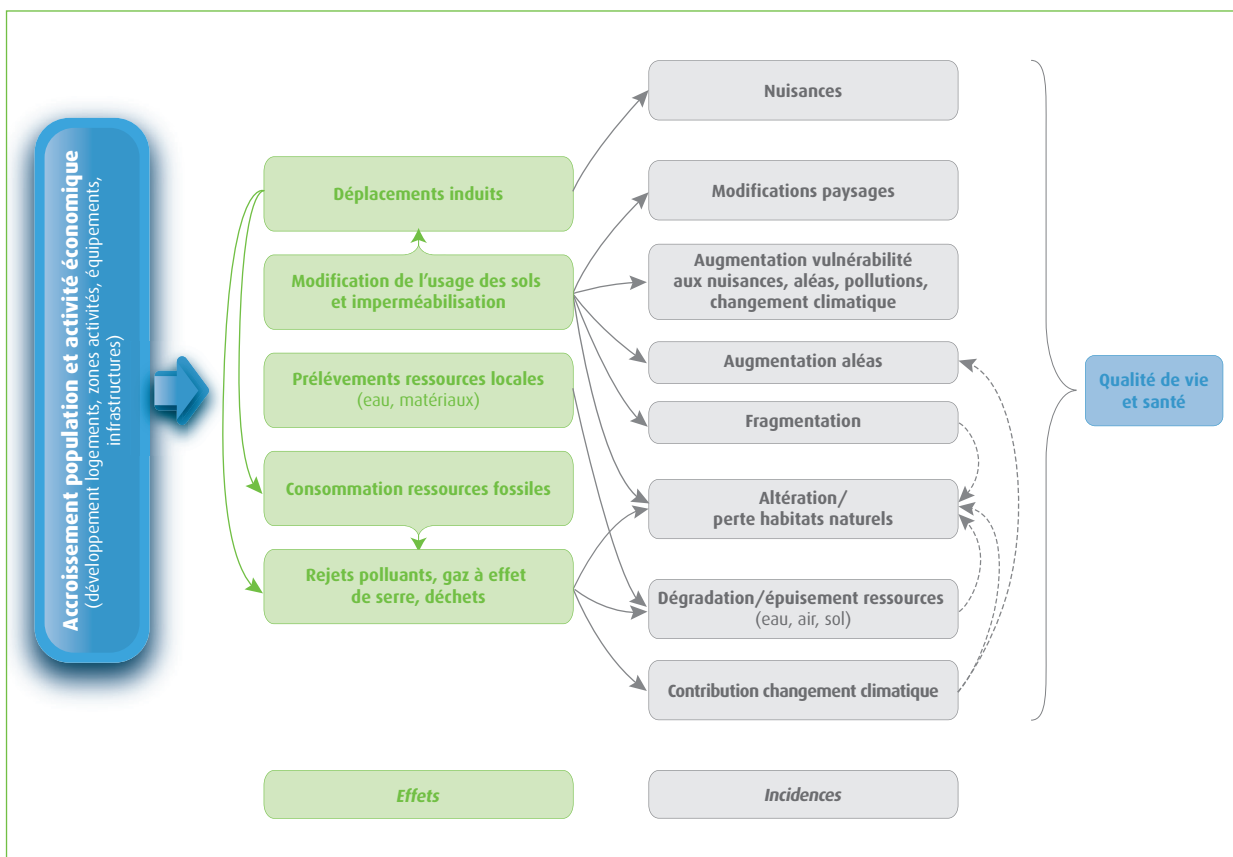 Accroissement population et activité économique
(développement logements, zones activités, équipements,
infrastructures)
Déplacements induits
Modification de l'usage des sols
et imperméabilisation
Prélévements ressources locales
(eau, matériaux)
Consommation ressources fossiles
Rejets polluants, gaz à effet
de serre, déchets
Effets
Nuisances
Modifications paysages
Augmentation vulnérabilité
aux nuisances, aléas, pollutions,
changement climatique
Augmentation aléas
Fragmentation
Altération/
perte habitats naturels
Dégradation/épuisement ressources
(eau, air, sol)
Contribution changement climatique
Incidences
Qualité de vie
et santé